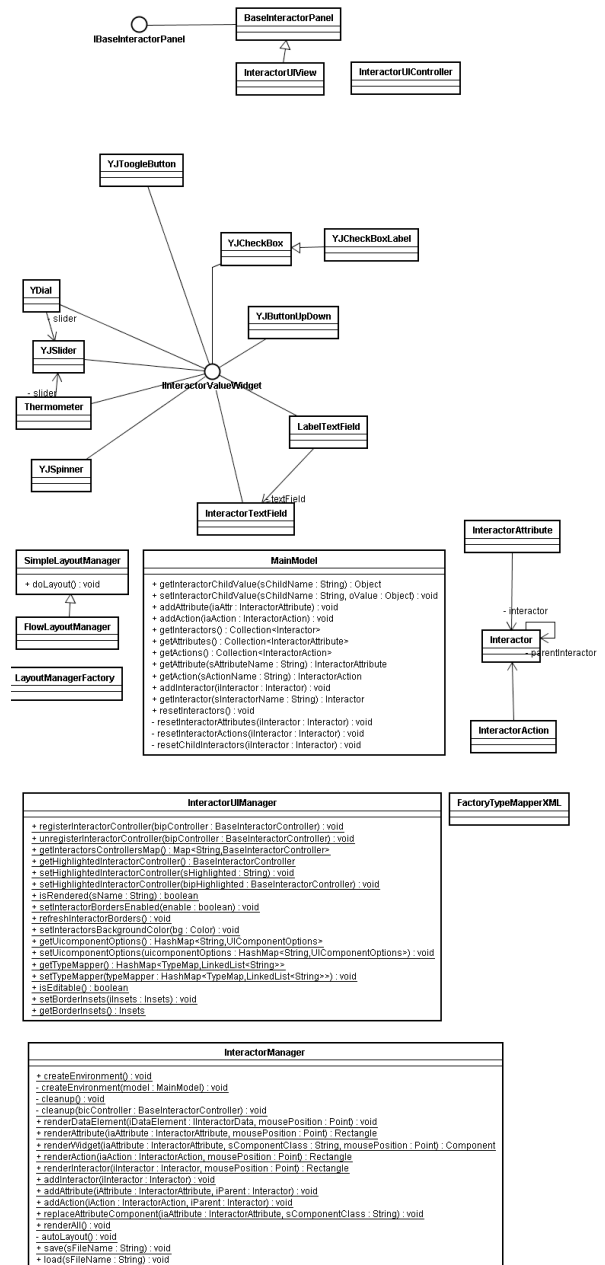 BaseInteractorPanel
IBaseInteractorPanel
InteractorUIView
InteractorUIController
YJToogleButton
YJCheckBox
YJCheckBoxLabel
YDial
- slider
YJButtonUpDown
YJSlider
IInteractorValueWidget
- slider
Thermometer
LabelTextField
YJSpinner
- textField
InteractorTextField
InteractorAttribute
SimpleLayoutManager
+ doLayout() : void
FlowLayoutManager
LayoutManagerFactory
MainModel
+ getInteractorChildValue(sChildName : String) : Object
+ setInteractorChildValue(sChildName : String, oValue : Object) : void
+ addAttribute(iaAttr : InteractorAttribute) : void
+ addAction(iaAction : InteractorAction) : void
+ getInteractors() : Collection<Interactor>
+ getAttributes() : Collection<InteractorAttribute>
+ getActions() : Collection<InteractorAction>
+ getAttribute(sAttributeName : String) : InteractorAttribute
+ getAction(sActionName : String) : InteractorAction
+ addInteractor(iInteractor : Interactor) : void
+ getInteractor(sInteractorName : String) : Interactor
+ resetInteractors() : void
- resetInteractorAttributes(iInteractor : Interactor) : void
- resetInteractorActions(iInteractor : Interactor) : void
- resetChildInteractors(iInteractor : Interactor) : void
- interactor
Interactor
- parentInteractor
InteractorAction
InteractorUIManager
+ registerInteractorController(bipController : BaseInteractorController) : void
+ unregisterInteractorController(bipController : BaseInteractorController) : void
+ getInteractorsControllersMap() : Map<String,BaseInteractorController>
+ getHighlightedInteractorController() : BaseInteractorController
+ setHighlightedInteractorController(sHighlighted : String) : void
+ setHighlightedInteractorController(bipHighlighted : BaseInteractorController) : void
+ isRendered(sName : String) : boolean
+ setInteractorBordersEnabled(enable : boolean) : void
+ refreshInteractorBorders() : void
+ setInteractorsBackgroundColor(bg : Color) : void
+ getUicomponentOptions() : HashMap<String,UIComponentOptions>
+ setUicomponentOptions(uicomponentOptions : HashMap<String,UIComponentOptions>) : void
+ getTypeMapper() : HashMap<TypeMap,LinkedList<String>>
+ setTypeMapper(typeMapper : HashMap<TypeMap,LinkedList<String>>) : void
+ isEditable() : boolean
+ setBorderInsets(iInsets : Insets) : void
+ getBorderInsets() : Insets
FactoryTypeMapperXML
InteractorManager
+ createEnvironment() : void
- createEnvironment(model : MainModel) : void
- cleanup() : void
- cleanup(bicController : BaseInteractorController) : void
+ renderDataElement(iDataElement : IInteractorData, mousePosition : Point) : void
+ renderAttribute(iaAttribute : InteractorAttribute, mousePosition : Point) : Rectangle
+ renderWidget(iaAttribute : InteractorAttribute, sComponentClass : String, mousePosition : Point) : Component
+ renderAction(iaAction : InteractorAction, mousePosition : Point) : Rectangle
+ renderInteractor(iInteractor : Interactor, mousePosition : Point) : Rectangle
+ addInteractor(iInteractor : Interactor) : void
+ addAttribute(iAttribute : InteractorAttribute, iParent : Interactor) : void
+ addAction(iAction : InteractorAction, iParent : Interactor) : void
+ replaceAttributeComponent(iaAttribute : InteractorAttribute, sComponentClass : String) : void
+ renderAll() : void
- autoLayout() : void
+ save(sFileName : String) : void
+ load(sFileName : String) : void